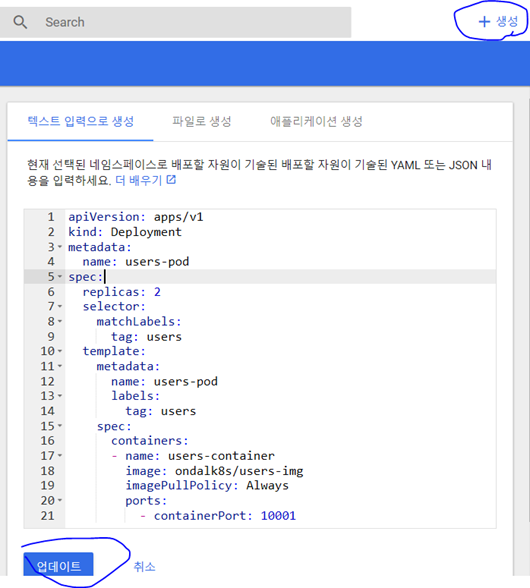 Search
+ 생성
텍스트 입력으로 생성 파일로 생성 애플리케이션 생성
현재 선택된 네임스페이스로 배포할 자원이 기술된 배포할 자원이 기술된 YAML 또는 JSON 내
용을 입력하세요. 더 배우기
1 apiVersion: apps/v1
2 kind: Deployment
3 metadata:
4   name: users-pod
5 spec:
6   replicas: 2
7   selector:
8     matchLabels:
9       tag: users
10   template:
11     metadata:
12       name: users-pod
13       labels:
14         tag: users
15     spec:
16       containers:
17       - name: users-container
18         image: ondalk8s/users-img
19         imagePullPolicy: Always
20         ports:
21           - containerPort: 10001
업데이트 취소